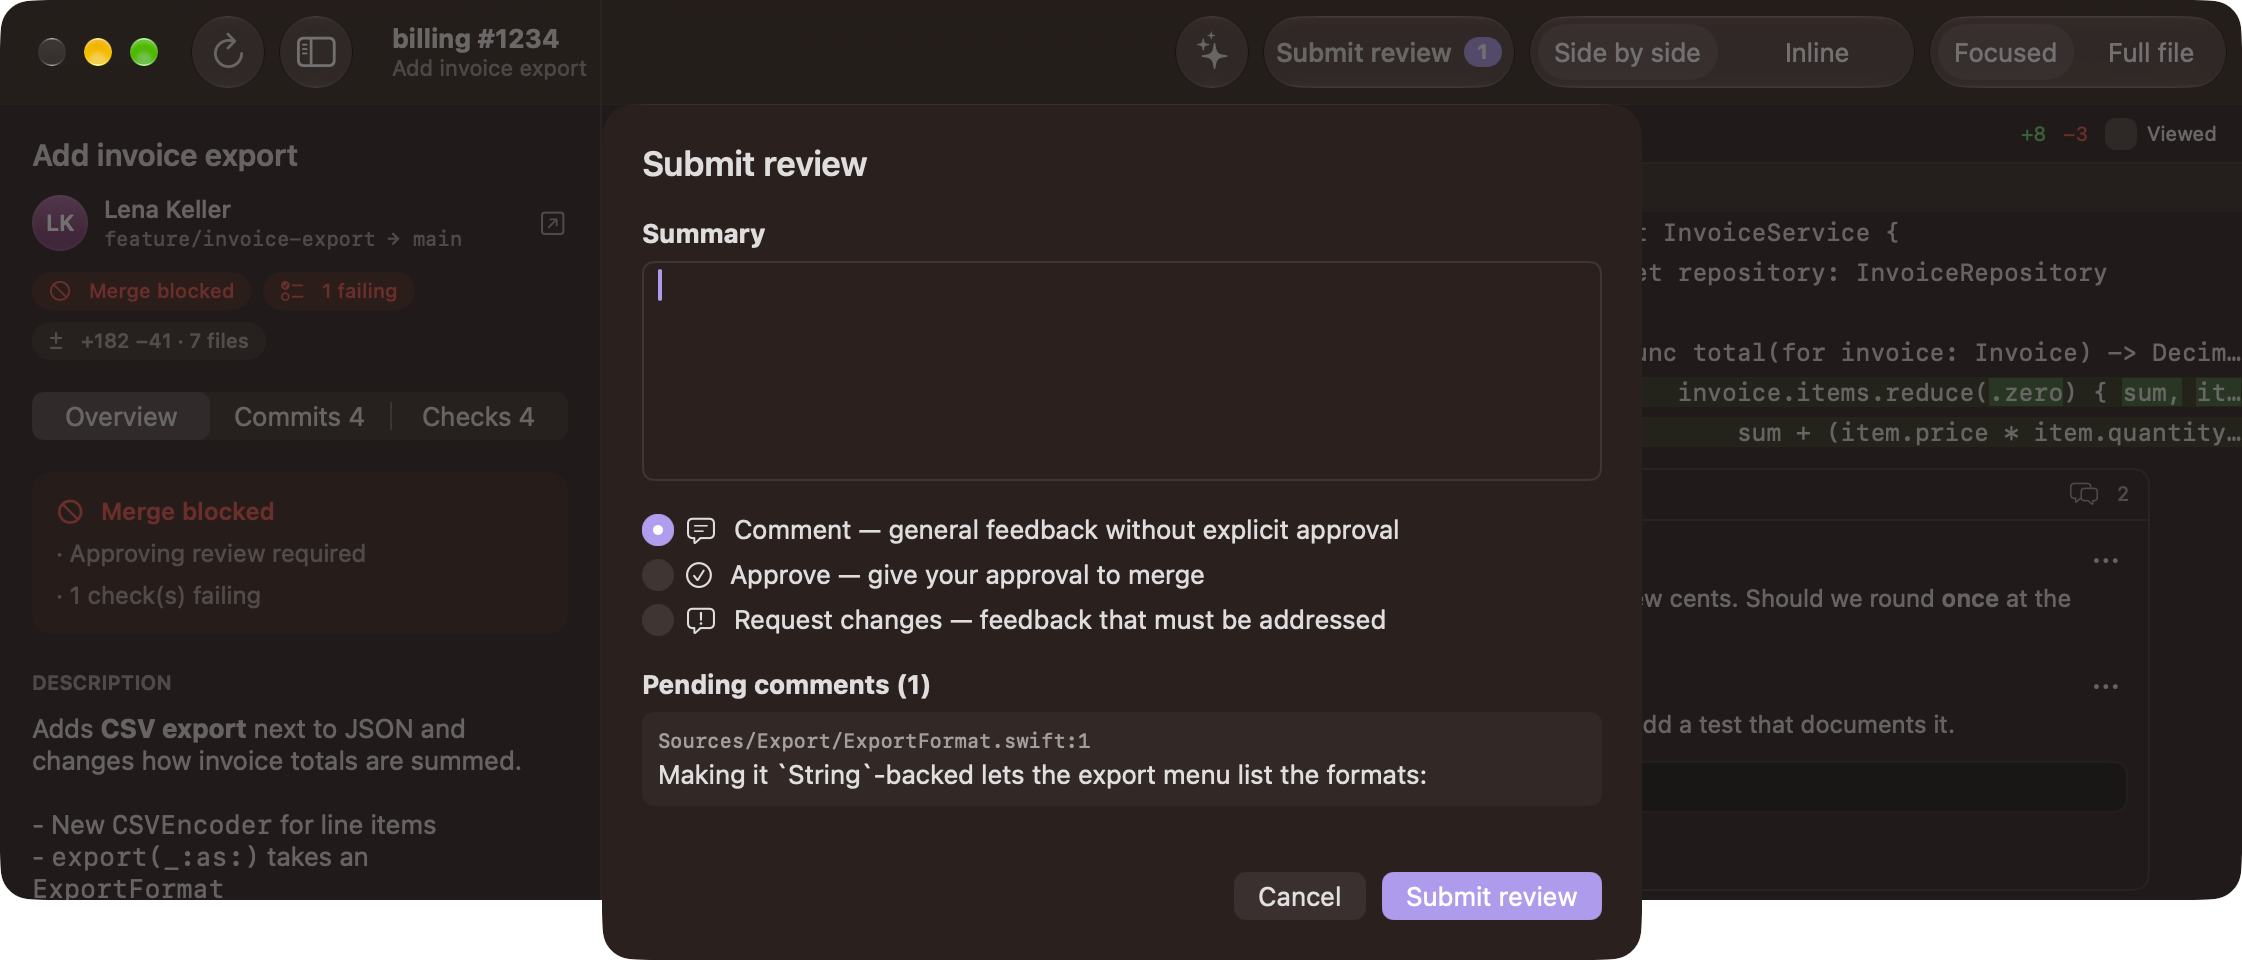 billing #1234
Add invoice export
Submit review 1
Side by side
Inline
Focused
Full file
Add invoice export
LK
Lena Keller
feature/invoice-export → main
Merge blocked
1 failing
± +182 −41 · 7 files
Overview
Commits 4
Checks 4
Merge blocked
· Approving review required
· 1 check(s) failing
DESCRIPTION
Adds CSV export next to JSON and
changes how invoice totals are summed.
- New CSVEncoder for line items
- export(_:as:) takes an
ExportFormat
Submit review
Summary
Comment — general feedback without explicit approval
Approve — give your approval to merge
Request changes — feedback that must be addressed
Pending comments (1)
Sources/Export/ExportFormat.swift:1
Making it `String`-backed lets the export menu list the formats:
Cancel
Submit review
+8 −3 Viewed
InvoiceService {
repository: InvoiceRepository
total(for invoice: Invoice) -> Decim…
invoice.items.reduce(.zero) { sum, it…
sum + (item.price * item.quantity…
2
cents. Should we round once at the
a test that documents it.